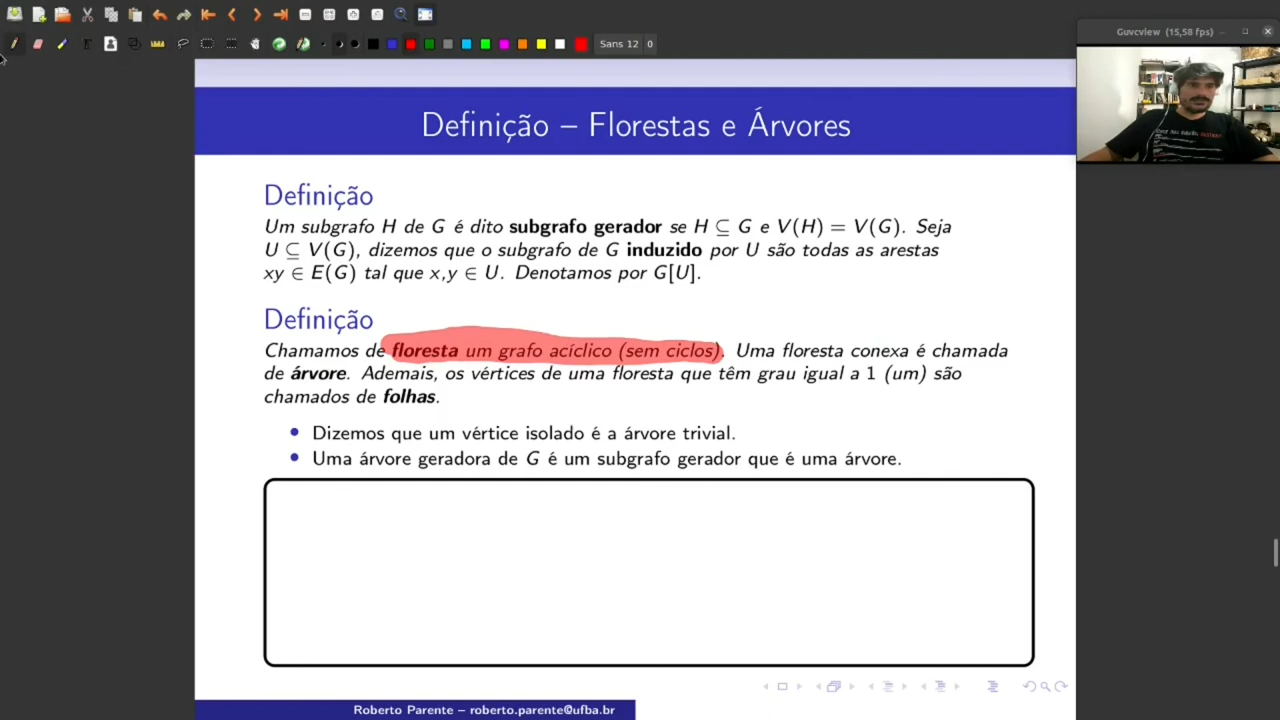 Guvcview (15,58 fps)
Sans 12 0
Definição – Florestas e Árvores
Definição
Um subgrafo H de G é dito subgrafo gerador se H ⊆ G e V(H) = V(G). Seja
U ⊆ V(G), dizemos que o subgrafo de G induzido por U são todas as arestas
xy ∈ E(G) tal que x,y ∈ U. Denotamos por G[U].
Definição
Chamamos de floresta um grafo acíclico (sem ciclos). Uma floresta conexa é chamada
de árvore. Ademais, os vértices de uma floresta que têm grau igual a 1 (um) são
chamados de folhas.
• Dizemos que um vértice isolado é a árvore trivial.
• Uma árvore geradora de G é um subgrafo gerador que é uma árvore.
Roberto Parente – roberto.parente@ufba.br